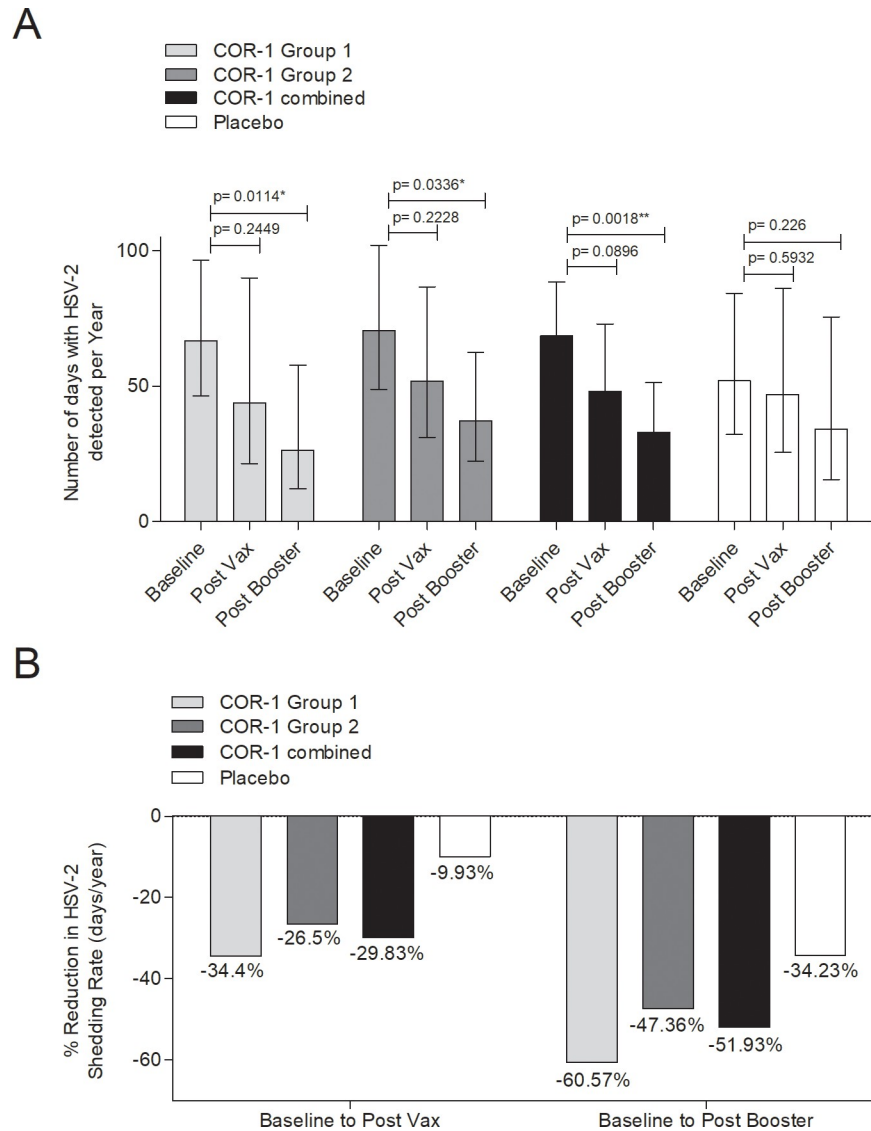 A
COR-1 Group 1
COR-1 Group 2
COR-1 combined
Placebo
p= 0.0114*
p= 0.2449
p= 0.0336*
p= 0.2228
p= 0.0018**
p= 0.0896
p= 0.226
p= 0.5932
Number of days with HSV-2
detected per Year
100
50
0
Baseline
Post Vax
Post Booster
Baseline
Post Vax
Post Booster
Baseline
Post Vax
Post Booster
Baseline
Post Vax
Post Booster
B
COR-1 Group 1
COR-1 Group 2
COR-1 combined
Placebo
% Reduction in HSV-2
Shedding Rate (days/year)
0
-20
-40
-60
-34.4%
-26.5%
-29.83%
-9.93%
-60.57%
-47.36%
-51.93%
-34.23%
Baseline to Post Vax
Baseline to Post Booster